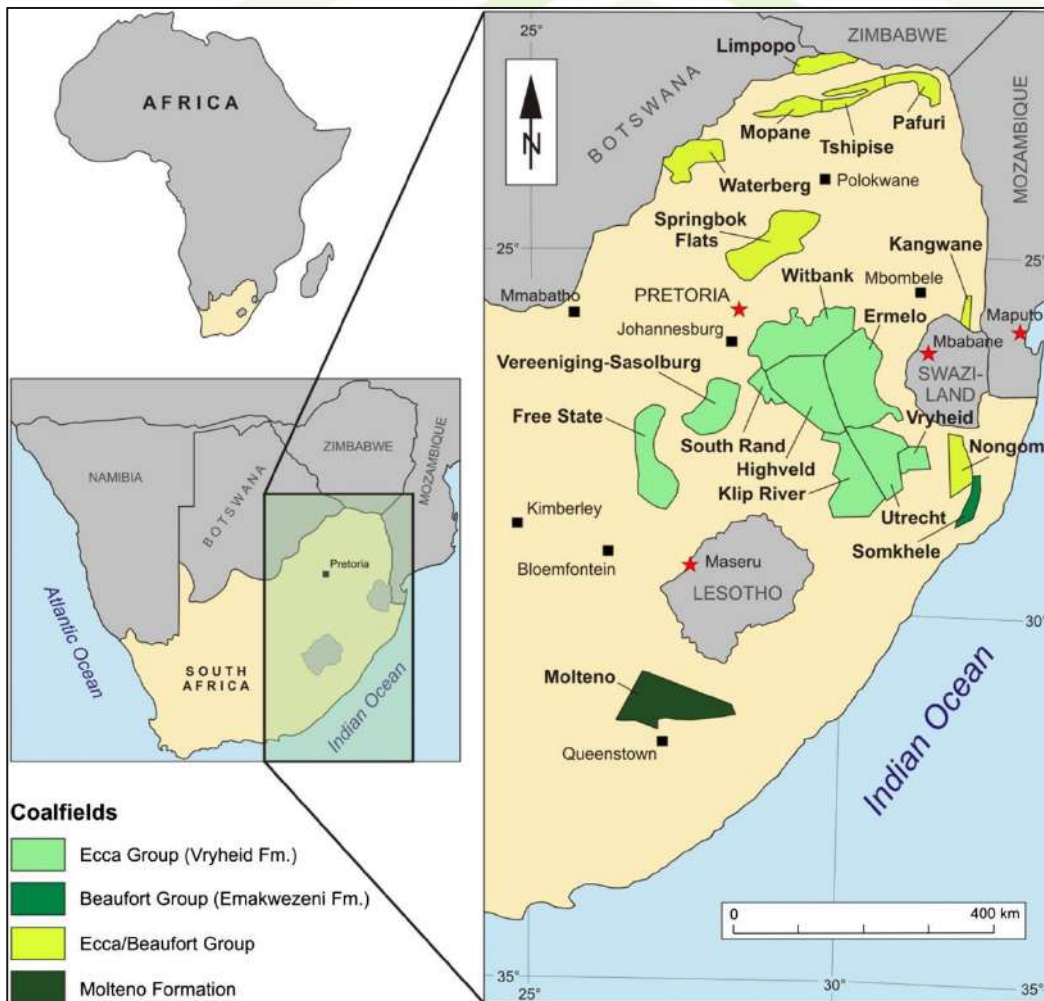 AFRICA
NAMIBIA
BOTSWANA
ZIMBABWE
MOZAMBIQUE
Pretoria
SOUTH
AFRICA
Atlantic Ocean
Indian Ocean
Coalfields
Ecca Group (Vryheid Fm.)
Beaufort Group (Emakwezeni Fm.)
Ecca/Beaufort Group
Molteno Formation
25°
30°
N
ZIMBABWE
BOTSWANA
MOZAMBIQUE
Limpopo
Mopane
Tshipise
Pafuri
Waterberg
Polokwane
Springbok
Flats
25°
25°
Kangwane
Witbank
Mbombele
Mmabatho
PRETORIA
Ermelo
Johannesburg
Maputo
Mbabane
Vereeniging-Sasolburg
SWAZI-
LAND
Free State
Vryheid
South Rand
Highveld
Nongom
Klip River
Kimberley
Utrecht
Somkhele
Bloemfontein
Maseru
LESOTHO
30°
Molteno
Queenstown
Indian Ocean
0
400 km
35°
25°
30°
35°